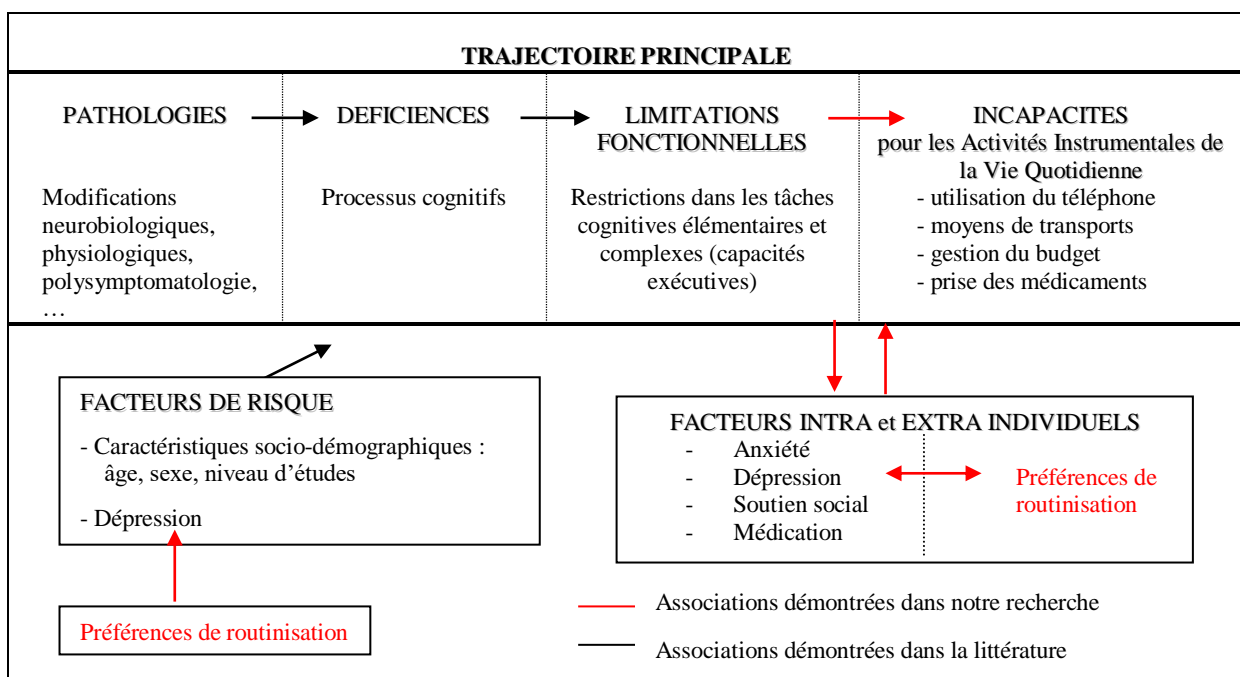 TRAJECTOIRE PRINCIPALE
PATHOLOGIES
Modifications
neurobiologiques,
physiologiques,
polysymptomatologie,
…
DEFICIENCES
Processus cognitifs
LIMITATIONS
FONCTIONNELLES
Restrictions dans les tâches
cognitives élémentaires et
complexes (capacités
exécutives)
INCAPACITES
pour les Activités Instrumentales de
la Vie Quotidienne
- utilisation du téléphone
- moyens de transports
- gestion du budget
- prise des médicaments
FACTEURS DE RISQUE
- Caractéristiques socio-démographiques :
âge, sexe, niveau d’études
- Dépression
Préférences de routinisation
FACTEURS INTRA et EXTRA INDIVIDUELS
- Anxiété
- Dépression
- Soutien social
- Médication
Préférences de
routinisation
Associations démontrées dans notre recherche
Associations démontrées dans la littérature